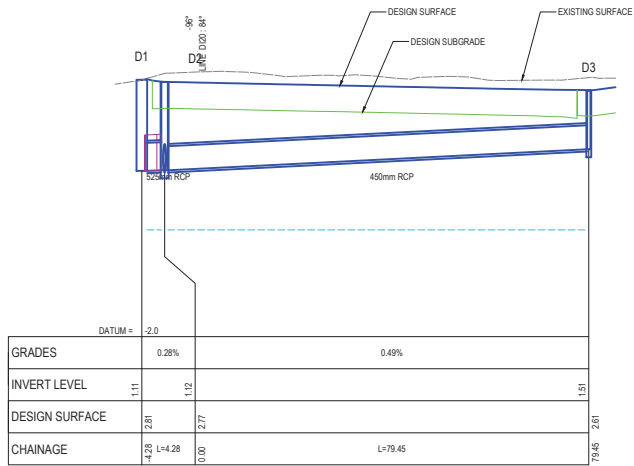 DESIGN SURFACE
EXISTING SURFACE
DESIGN SUBGRADE
-96°
LINE D120 : 84°
D1
D2
D3
525mm RCP
450mm RCP
DATUM = -2.0
GRADES 0.28% 0.49%
INVERT LEVEL 1.11 1.12 1.51
DESIGN SURFACE 2.81 2.77 2.61
CHAINAGE -4.28 L=4.28 0.00 L=79.45 79.45